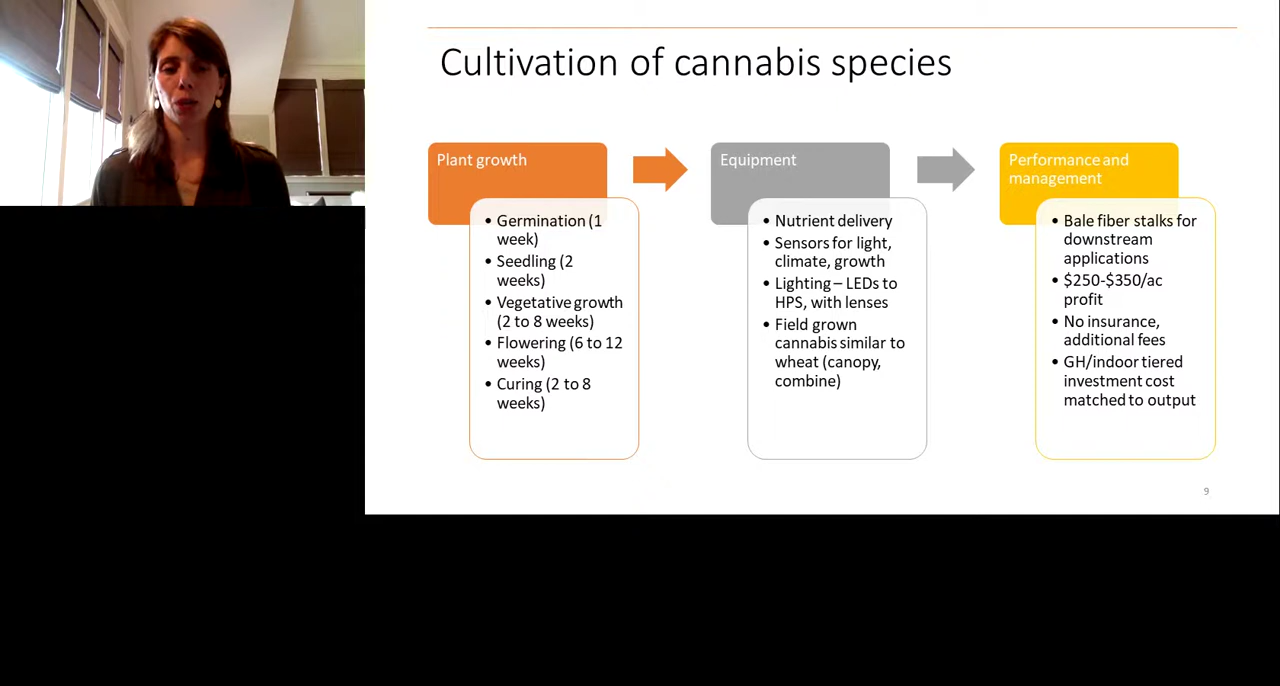 Cultivation of cannabis species
Plant growth
• Germination (1
week)
• Seedling (2
weeks)
• Vegetative growth
(2 to 8 weeks)
• Flowering (6 to 12
weeks)
• Curing (2 to 8
weeks)
Equipment
• Nutrient delivery
• Sensors for light,
climate, growth
• Lighting – LEDs to
HPS, with lenses
• Field grown
cannabis similar to
wheat (canopy,
combine)
Performance and
management
• Bale fiber stalks for
downstream
applications
• $250-$350/ac
profit
• No insurance,
additional fees
• GH/indoor tiered
investment cost
matched to output
9